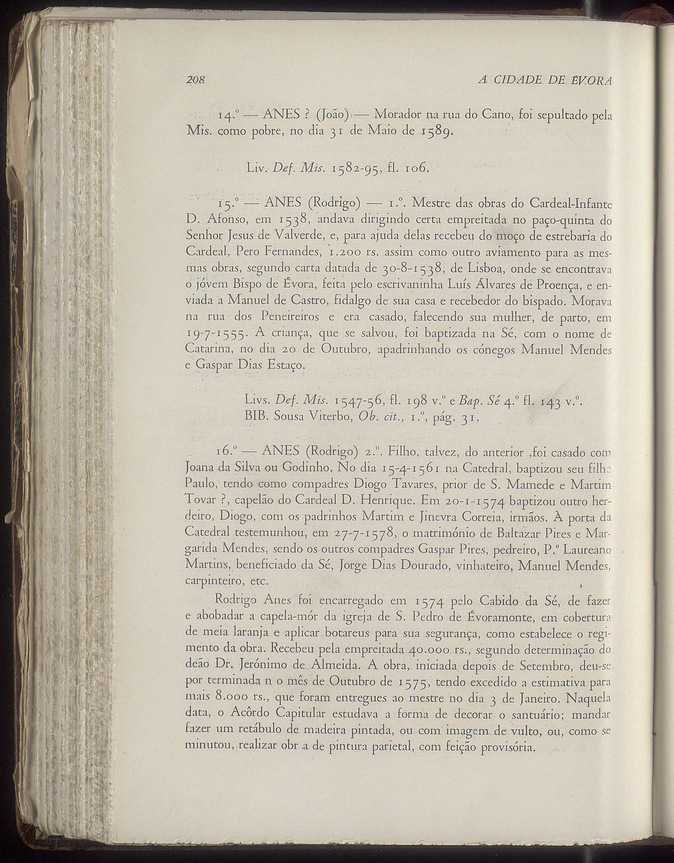 208 A CIDADE DE ÉVORA
14.° — ANES ? (João) — Morador na rua do Cano, foi sepultado pela
Mis. como pobre, no dia 31 de Maio de 1589.
Liv. Def. Mis. 1582-95, fl. 106.
15.° — ANES (Rodrigo) — 1.°. Mestre das obras do Cardeal-Infante
D. Afonso, em 1538, andava dirigindo certa empreitada no paço-quinta do
Senhor Jesus de Valverde, e, para ajuda delas recebeu do moço de estrebaria do
Cardeal, Pero Fernandes, 1.200 rs. assim como outro aviamento para as mes-
mas obras, segundo carta datada de 30-8-1538, de Lisboa, onde se encontrava
o jóvem Bispo de Évora, feita pelo escrivaninha Luís Álvares de Proença, e en-
viada a Manuel de Castro, fidalgo de sua casa e recebedor do bispado. Morava
na rua dos Peneireiros e era casado, falecendo sua mulher, de parto, em
19-7-1555. A criança, que se salvou, foi baptizada na Sé, com o nome de
Catarina, no dia 20 de Outubro, apadrinhando os cónegos Manuel Mendes
e Gaspar Dias Estaço.
Livs. Def. Mis. 1547-56, fl. 198 v.° e Bap. Sé 4.° fl. 143 v.°.
BIB. Sousa Viterbo, Ob. cit., 1.°, pág. 31.
16.° — ANES (Rodrigo) 2.°. Filho, talvez, do anterior ,foi casado com
Joana da Silva ou Godinho. No dia 15-4-1561 na Catedral, baptizou seu filho
Paulo, tendo como compadres Diogo Tavares, prior de S. Mamede e Martim
Tovar ?, capelão do Cardeal D. Henrique. Em 20-1-1574 baptizou outro her-
deiro, Diogo, com os padrinhos Martim e Jinevra Correia, irmãos. À porta da
Catedral testemunhou, em 27-7-1578, o matrimónio de Baltazar Pires e Mar-
garida Mendes, sendo os outros compadres Gaspar Pires, pedreiro, P.° Laureano
Martins, beneficiado da Sé, Jorge Dias Dourado, vinhateiro, Manuel Mendes,
carpinteiro, etc.
Rodrigo Anes foi encarregado em 1574 pelo Cabido da Sé, de fazer
e abobadar a capela-mór da igreja de S. Pedro de Évoramonte, em cobertura
de meia laranja e aplicar botareus para sua segurança, como estabelece o regi-
mento da obra. Recebeu pela empreitada 40.000 rs., segundo determinação do
deão Dr. Jerónimo de Almeida. A obra, iniciada depois de Setembro, deu-se
por terminada n o mês de Outubro de 1575, tendo excedido a estimativa para
mais 8.000 rs., que foram entregues ao mestre no dia 3 de Janeiro. Naquela
data, o Acôrdo Capitular estudava a forma de decorar o santuário; mandar
fazer um retábulo de madeira pintada, ou com imagem de vulto, ou, como se
minutou, realizar obr a de pintura parietal, com feição provisória.